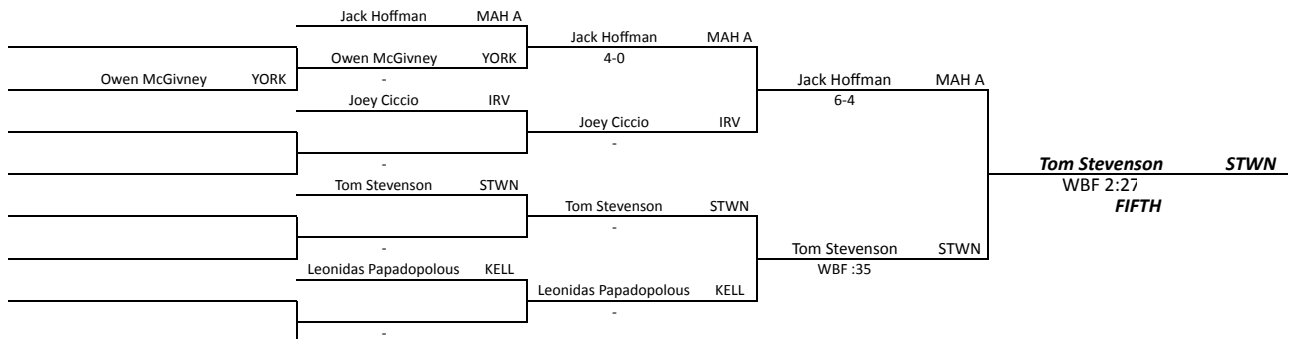 Jack Hoffman MAH A
Jack Hoffman MAH A
Owen McGivney YORK
4-0
Owen McGivney YORK
-
Jack Hoffman MAH A
Joey Ciccio IRV
6-4
Joey Ciccio IRV
-
-
Tom Stevenson STWN
WBF 2:27
Tom Stevenson STWN
FIFTH
Tom Stevenson STWN
-
-
Tom Stevenson STWN
Leonidas Papadopolous KELL
WBF :35
Leonidas Papadopolous KELL
-
-